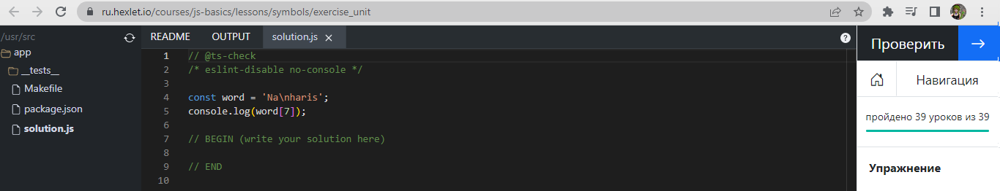 ru.hexlet.io/courses/js-basics/lessons/symbols/exercise_unit
/usr/src
app
__tests__
Makefile
package.json
solution.js
README OUTPUT solution.js
1 // @ts-check
2 /* eslint-disable no-console */
3
4 const word = 'Na\nharis';
5 console.log(word[7]);
6
7 // BEGIN (write your solution here)
8
9 // END
10
Проверить
Навигация
пройдено 39 уроков из 39
Упражнение